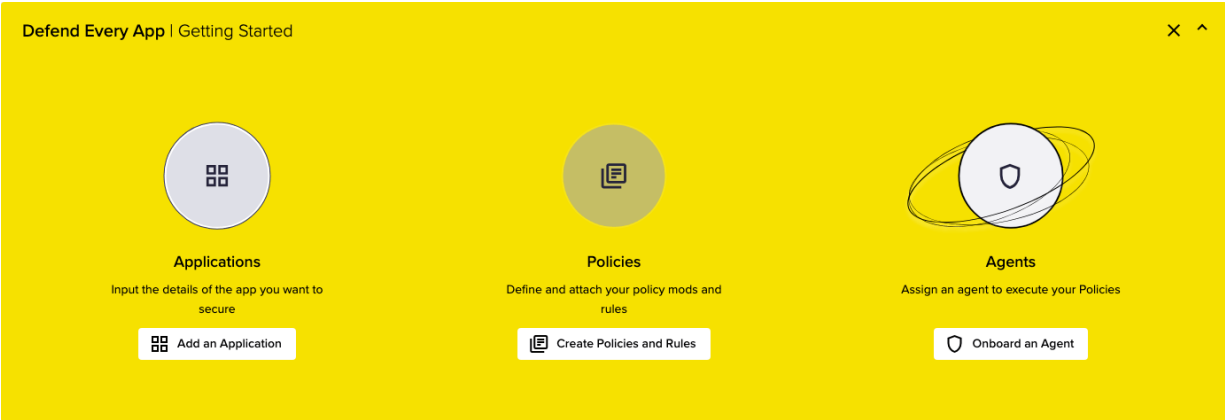 Defend Every App | Getting Started
Applications
Input the details of the app you want to
secure
Add an Application
Policies
Define and attach your policy mods and
rules
Create Policies and Rules
Agents
Assign an agent to execute your Policies
Onboard an Agent